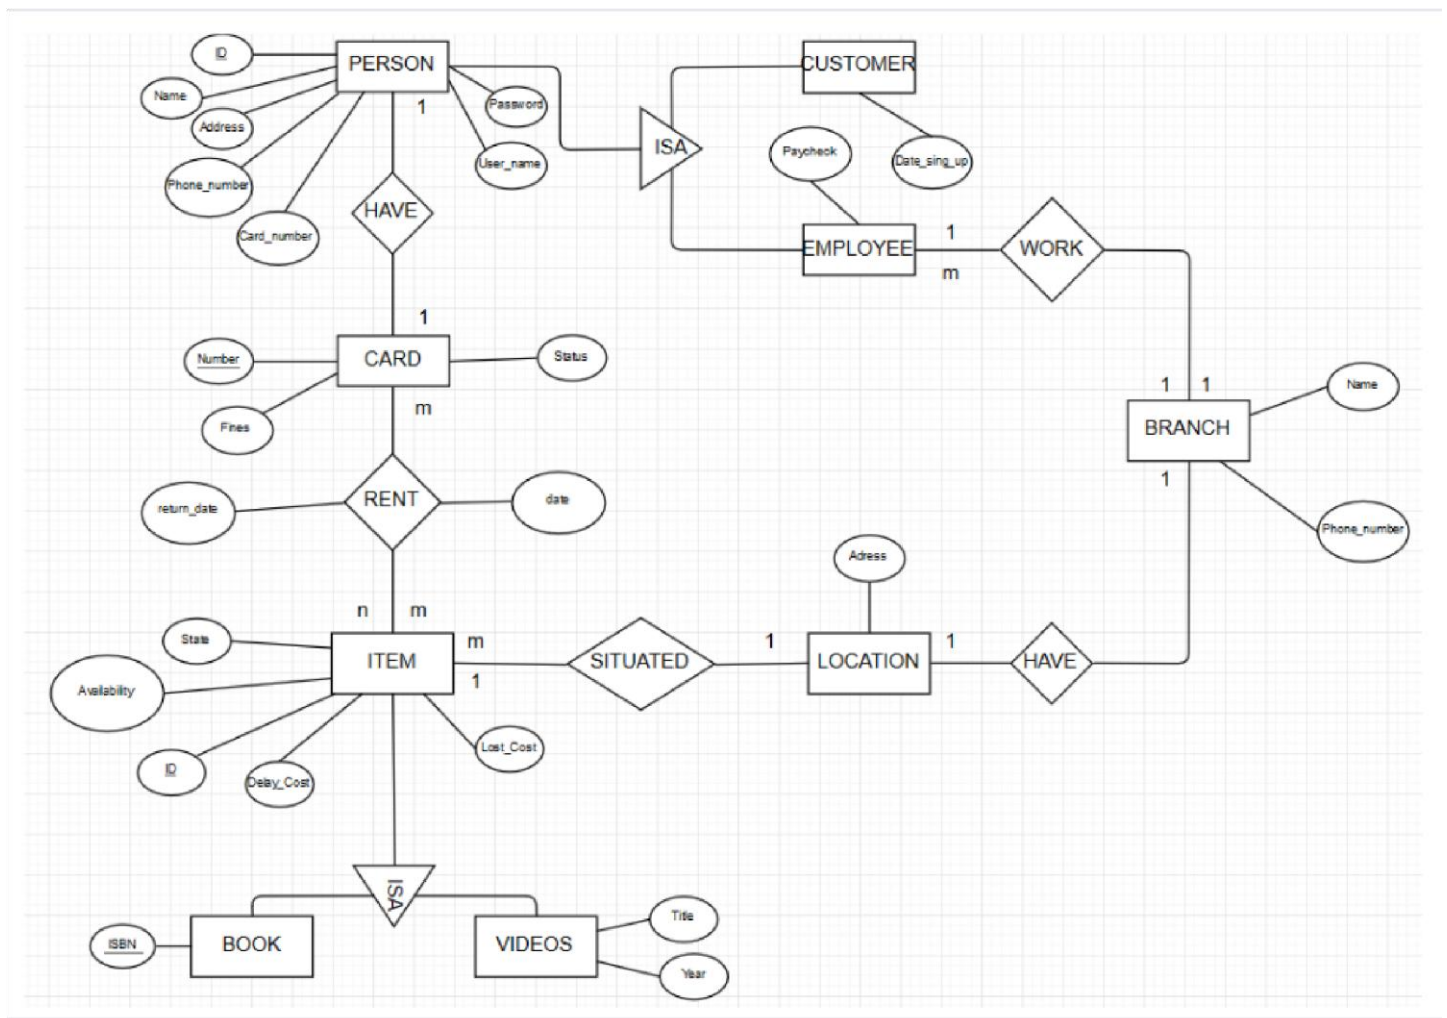 ID
PERSON
CUSTOMER
Name
1
Password
Address
ISA
Paycheck
Date_sing_up
User_name
Phone_number
HAVE
Card_number
EMPLOYEE
1
WORK
m
1
CARD
Number
Status
1
1
Name
m
BRANCH
Fines
1
RENT
return_date
date
Phone_number
Adress
n
m
State
m
1
1
ITEM
SITUATED
LOCATION
HAVE
1
Availability
Lost_Cost
ID
Delay_Cost
ISA
Title
ISBN
BOOK
VIDEOS
Year